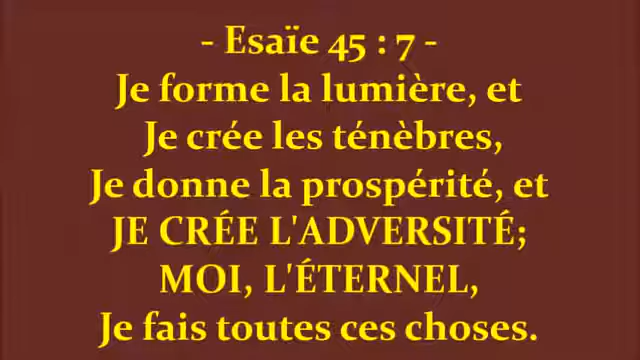 - Esaïe 45 : 7 -
Je forme la lumière, et
Je crée les ténèbres,
Je donne la prospérité, et
JE CRÉE L'ADVERSITÉ;
MOI, L'ÉTERNEL,
Je fais toutes ces choses.